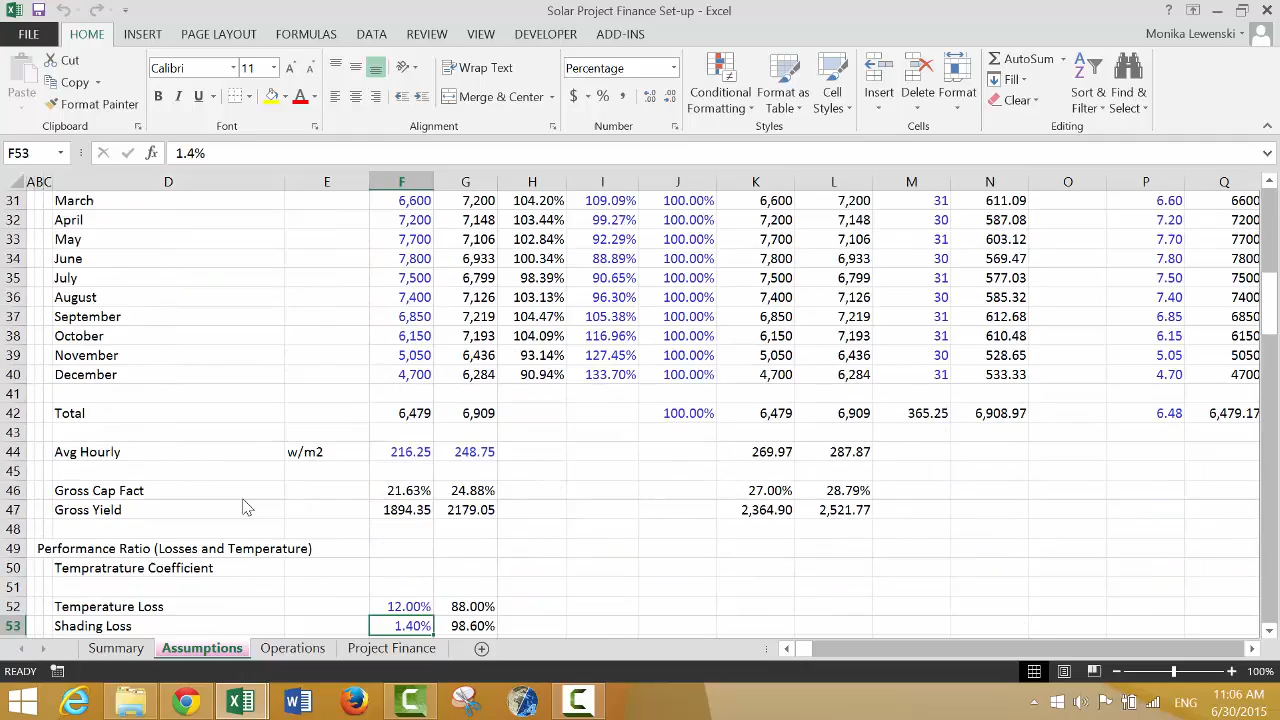 Solar Project Finance Set-up - Excel
FILE HOME INSERT PAGE LAYOUT FORMULAS DATA REVIEW VIEW DEVELOPER ADD-INS Monika Lewenski
Cut
Copy
Format Painter
Paste
Clipboard
Calibri 11
B I U
Font
Wrap Text
Merge & Center
Alignment
Percentage
$ % ,
Number
Conditional Formatting
Format as Table
Cell Styles
Styles
Insert Delete Format
Cells
AutoSum
Fill
Clear
Sort & Filter
Find & Select
Editing
F53 fx 1.4%
A B C D E F G H I J K L M N O P Q
31 March 6,600 7,200 104.20% 109.09% 100.00% 6,600 7,200 31 611.09 6.60 6600
32 April 7,200 7,148 103.44% 99.27% 100.00% 7,200 7,148 30 587.08 7.20 7200
33 May 7,700 7,106 102.84% 92.29% 100.00% 7,700 7,106 31 603.12 7.70 7700
34 June 7,800 6,933 100.34% 88.89% 100.00% 7,800 6,933 30 569.47 7.80 7800
35 July 7,500 6,799 98.39% 90.65% 100.00% 7,500 6,799 31 577.03 7.50 7500
36 August 7,400 7,126 103.13% 96.30% 100.00% 7,400 7,126 30 585.32 7.40 7400
37 September 6,850 7,219 104.47% 105.38% 100.00% 6,850 7,219 31 612.68 6.85 6850
38 October 6,150 7,193 104.09% 116.96% 100.00% 6,150 7,193 31 610.48 6.15 6150
39 November 5,050 6,436 93.14% 127.45% 100.00% 5,050 6,436 30 528.65 5.05 5050
40 December 4,700 6,284 90.94% 133.70% 100.00% 4,700 6,284 31 533.33 4.70 4700
41
42 Total 6,479 6,909 100.00% 6,479 6,909 365.25 6,908.97 6.48 6,479.17
43
44 Avg Hourly w/m2 216.25 248.75 269.97 287.87
45
46 Gross Cap Fact 21.63% 24.88% 27.00% 28.79%
47 Gross Yield 1894.35 2179.05 2,364.90 2,521.77
48
49 Performance Ratio (Losses and Temperature)
50 Tempratrature Coefficient
51
52 Temperature Loss 12.00% 88.00%
53 Shading Loss 1.40% 98.60%
Summary Assumptions Operations Project Finance
READY 100%
ENG
11:06 AM
6/30/2015